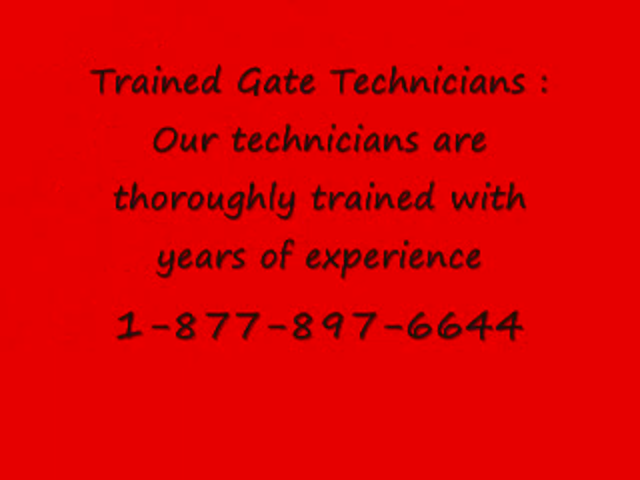 Trained Gate Technicians :
Our technicians are
thoroughly trained with
years of experience
1-877-897-6644